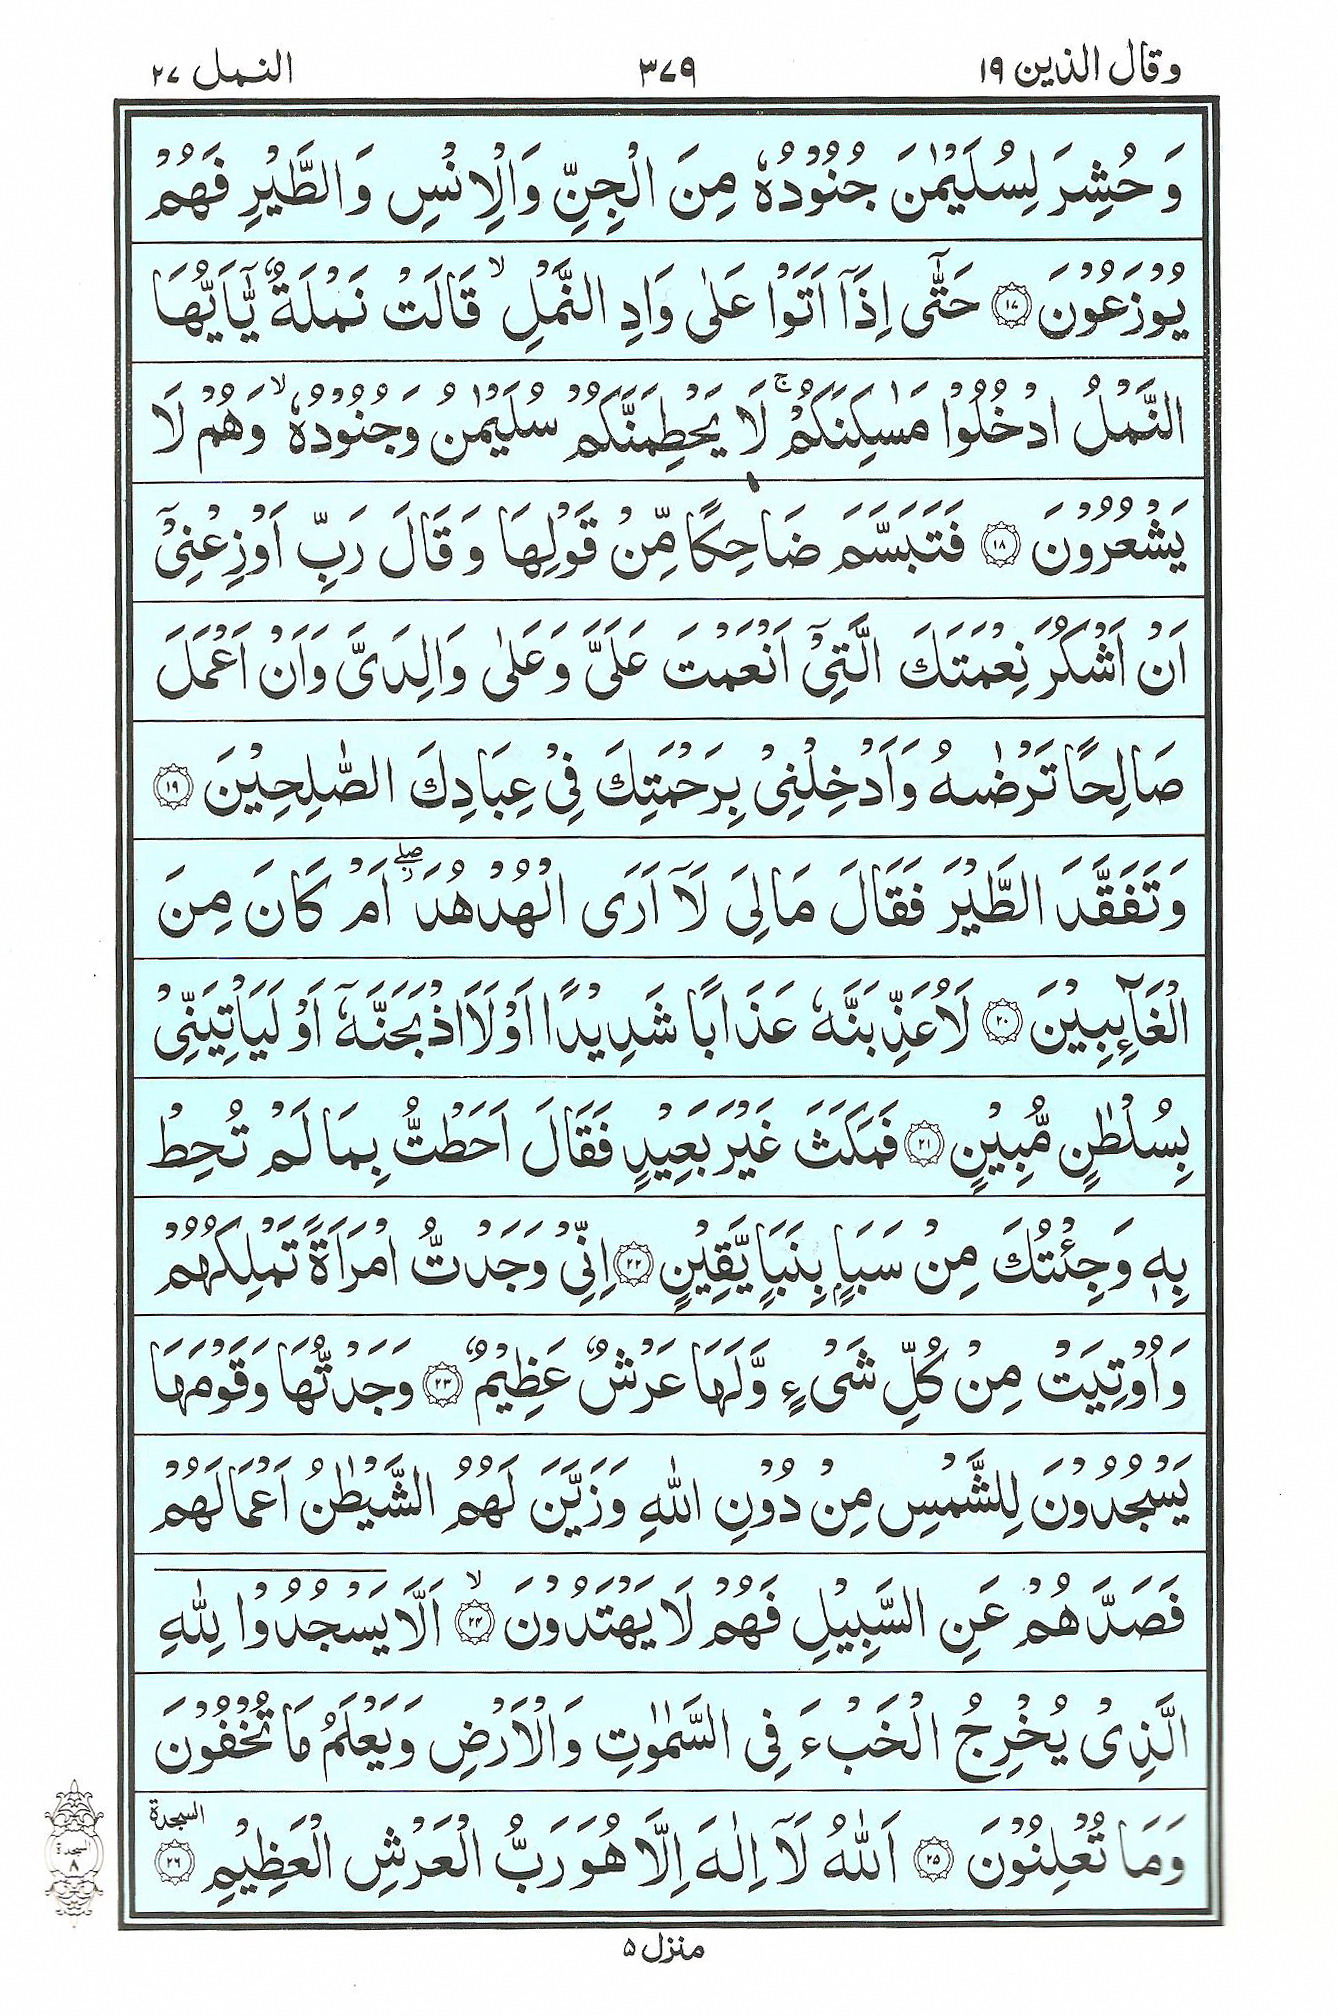 وقال الذين ١٩
٣٧٩
النمل ٢٧
وَحُشِرَ لِسُلَيْمٰنَ جُنُوْدُهٗ مِنَ الْجِنِّ وَالْاِنْسِ وَالطَّيْرِ فَهُمْ
يُوْزَعُوْنَ ١٧ حَتّٰٓى اِذَآ اَتَوْا عَلٰى وَادِ النَّمْلِ ۙ قَالَتْ نَمْلَةٌ يّٰٓاَيُّهَا
النَّمْلُ ادْخُلُوْا مَسٰكِنَكُمْ ۚ لَا يَحْطِمَنَّكُمْ سُلَيْمٰنُ وَجُنُوْدُهٗ ۙ وَهُمْ لَا
يَشْعُرُوْنَ ١٨ فَتَبَسَّمَ ضَاحِكًا مِّنْ قَوْلِهَا وَقَالَ رَبِّ اَوْزِعْنِيْٓ
اَنْ اَشْكُرَ نِعْمَتَكَ الَّتِيْٓ اَنْعَمْتَ عَلَيَّ وَعَلٰى وَالِدَيَّ وَاَنْ اَعْمَلَ
صَالِحًا تَرْضٰىهُ وَاَدْخِلْنِيْ بِرَحْمَتِكَ فِيْ عِبَادِكَ الصّٰلِحِيْنَ ١٩
وَتَفَقَّدَ الطَّيْرَ فَقَالَ مَا لِيَ لَآ اَرَى الْهُدْهُدَ ۖ اَمْ كَانَ مِنَ
الْغَآئِبِيْنَ ٢٠ لَاُعَذِّبَنَّهٗ عَذَابًا شَدِيْدًا اَوْ لَاَاذْبَحَنَّهٗٓ اَوْ لَيَاْتِيَنِّيْ
بِسُلْطٰنٍ مُّبِيْنٍ ٢١ فَمَكَثَ غَيْرَ بَعِيْدٍ فَقَالَ اَحَطْتُّ بِمَا لَمْ تُحِطْ
بِهٖ وَجِئْتُكَ مِنْ سَبَاٍۭ بِنَبَاٍ يَّقِيْنٍ ٢٢ اِنِّيْ وَجَدْتُّ امْرَاَةً تَمْلِكُهُمْ
وَاُوْتِيَتْ مِنْ كُلِّ شَيْءٍ وَّلَهَا عَرْشٌ عَظِيْمٌ ٢٣ وَجَدْتُّهَا وَقَوْمَهَا
يَسْجُدُوْنَ لِلشَّمْسِ مِنْ دُوْنِ اللّٰهِ وَزَيَّنَ لَهُمُ الشَّيْطٰنُ اَعْمَالَهُمْ
فَصَدَّهُمْ عَنِ السَّبِيْلِ فَهُمْ لَا يَهْتَدُوْنَ ۙ ٢٤ اَلَّا يَسْجُدُوْا لِلّٰهِ
الَّذِيْ يُخْرِجُ الْخَبْءَ فِى السَّمٰوٰتِ وَالْاَرْضِ وَيَعْلَمُ مَا تُخْفُوْنَ
وَمَا تُعْلِنُوْنَ ٢٥ اَللّٰهُ لَآ اِلٰهَ اِلَّا هُوَ رَبُّ الْعَرْشِ الْعَظِيْمِ السجدة ٢٦
السجدة
٨
منزل ٥